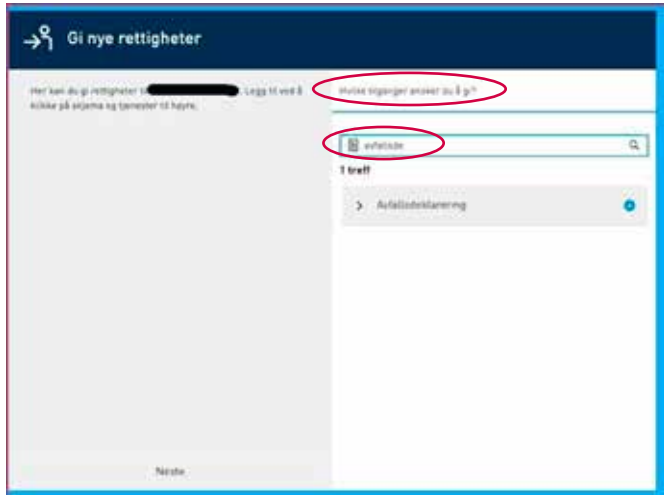 Gi nye rettigheter
Her kan du gi rettigheter til . Legg til ved å
klikke på skjema og tjenester til høyre.
Hvilke tilganger ønsker du å gi?
avfallsde
1 treff
Avfallsdeklarering
Neste